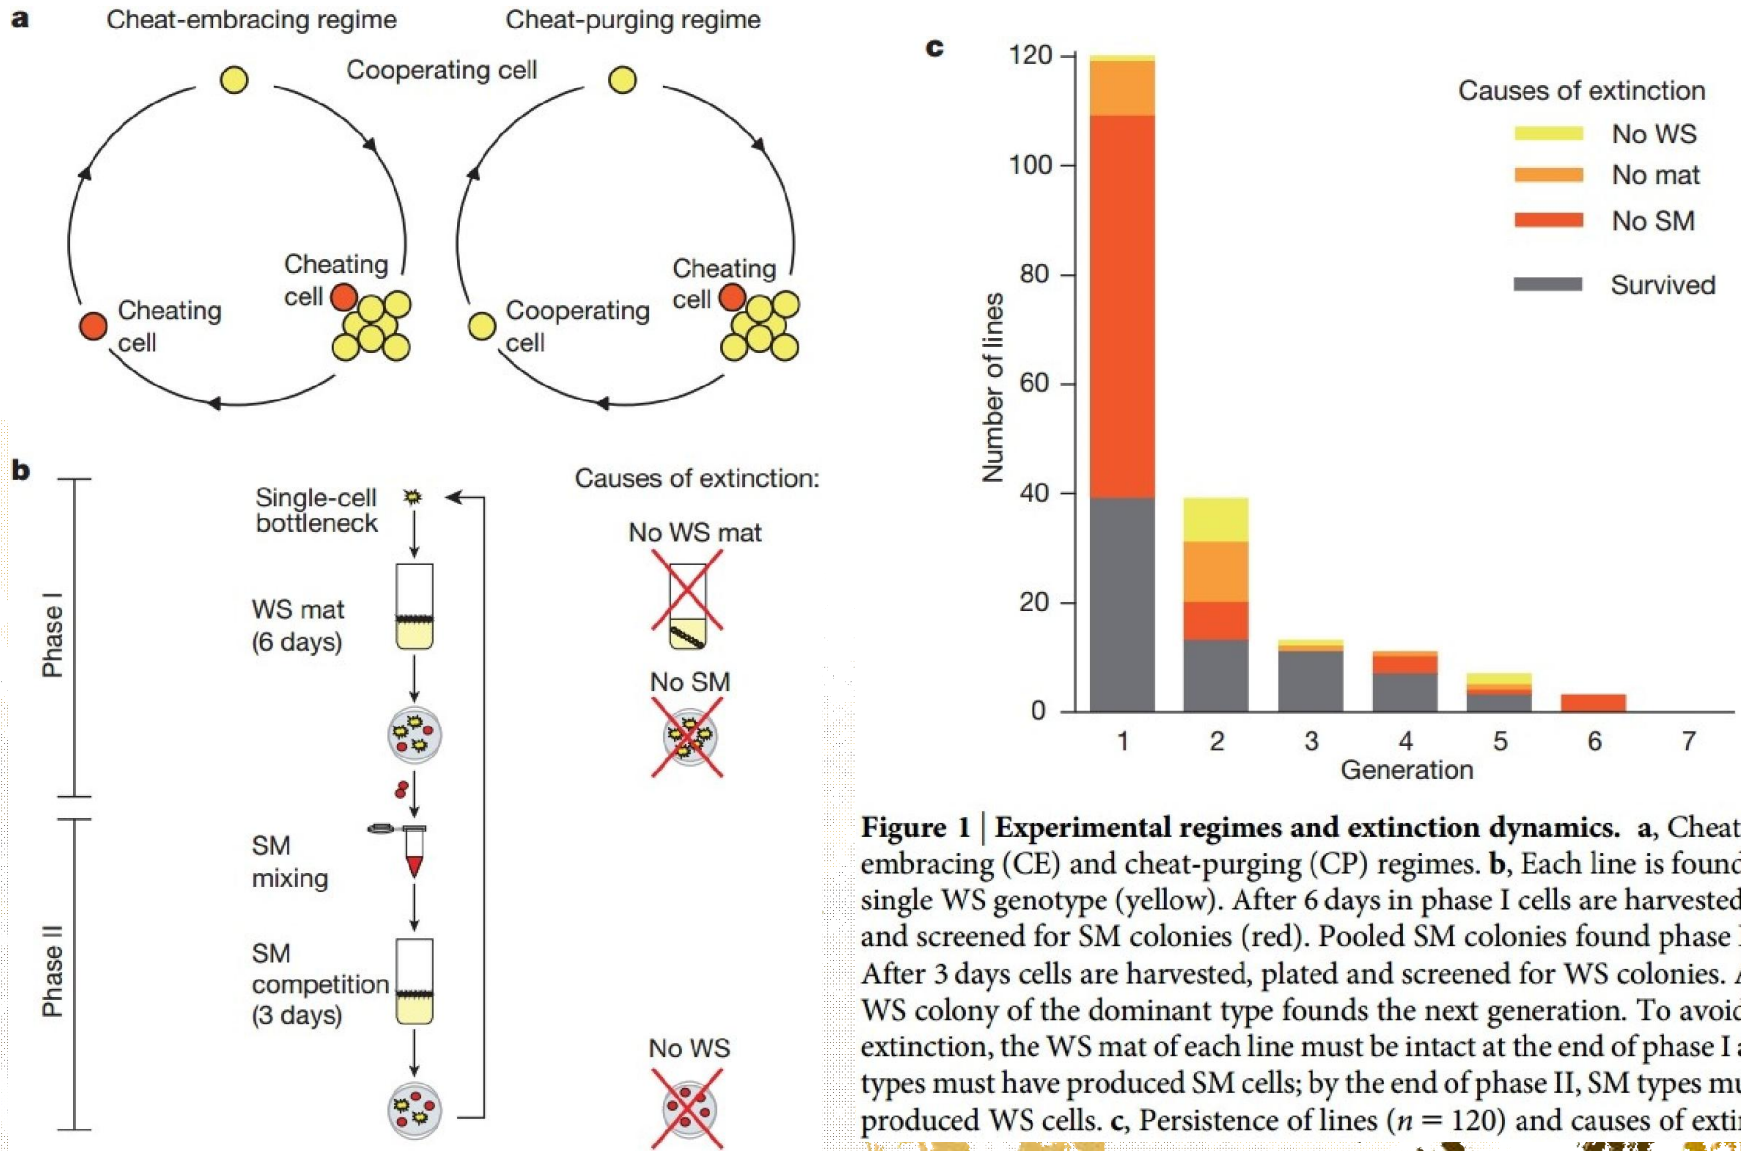 a
Cheat-embracing regime
Cheat-purging regime
Cooperating cell
Cheating
cell
Cheating
cell
Cheating
cell
Cooperating
cell
b
Phase I
Phase II
Single-cell
bottleneck
WS mat
(6 days)
SM
mixing
SM
competition
(3 days)
Causes of extinction:
No WS mat
No SM
No WS
c
Number of lines
120
100
80
60
40
20
0
1 2 3 4 5 6 7
Generation
Causes of extinction
No WS
No mat
No SM
Survived
Figure 1 | Experimental regimes and extinction dynamics. a, Cheat
embracing (CE) and cheat-purging (CP) regimes. b, Each line is found
single WS genotype (yellow). After 6 days in phase I cells are harvested
and screened for SM colonies (red). Pooled SM colonies found phase
After 3 days cells are harvested, plated and screened for WS colonies.
WS colony of the dominant type founds the next generation. To avoid
extinction, the WS mat of each line must be intact at the end of phase I
types must have produced SM cells; by the end of phase II, SM types mu
produced WS cells. c, Persistence of lines (n = 120) and causes of exti